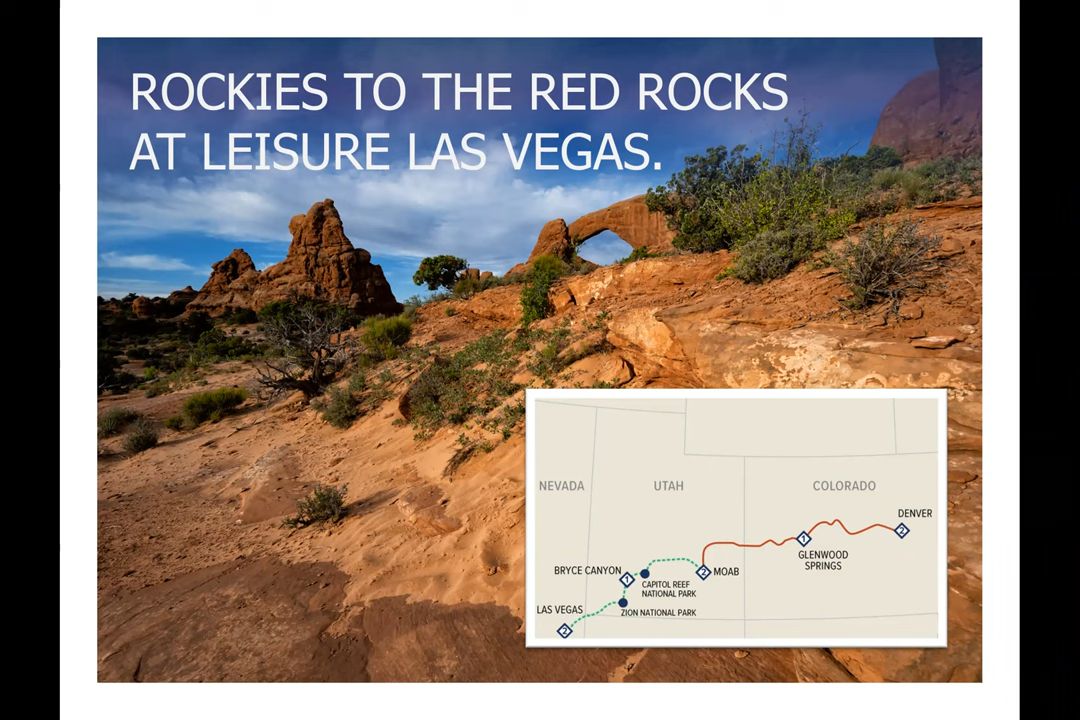 ROCKIES TO THE RED ROCKS
AT LEISURE LAS VEGAS.
NEVADA
UTAH
COLORADO
DENVER
2
1
GLENWOOD
SPRINGS
2
MOAB
BRYCE CANYON
1
CAPITOL REEF
NATIONAL PARK
LAS VEGAS
ZION NATIONAL PARK
2